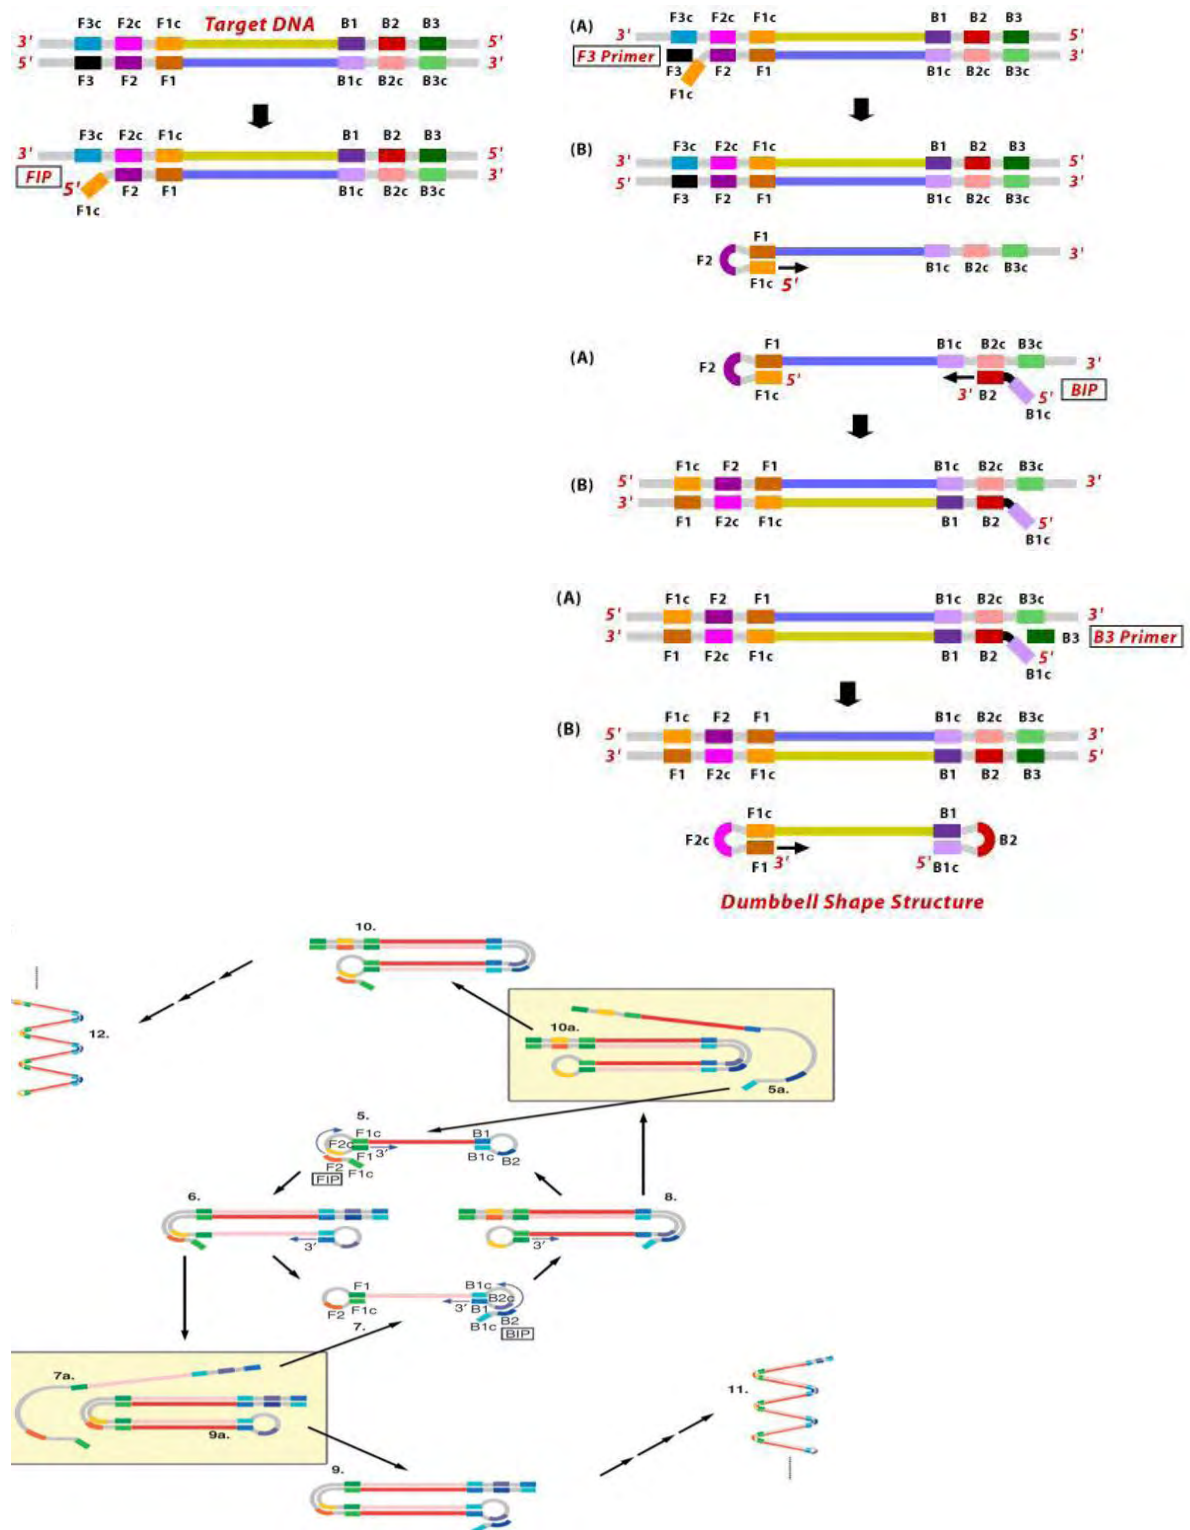 F3c F2c F1c Target DNA B1 B2 B3
3' 5'
5' 3'
F3 F2 F1 B1c B2c B3c
F3c F2c F1c B1 B2 B3
3' 5'
FIP 5' 3'
F1c F2 F1 B1c B2c B3c
(A) F3c F2c F1c B1 B2 B3
3' 5'
F3 Primer 3'
F3 F2 F1 B1c B2c B3c
F1c
(B) F3c F2c F1c B1 B2 B3
3' 5'
5' 3'
F3 F2 F1 B1c B2c B3c
F1
F2 3'
F1c 5' B1c B2c B3c
(A) F1 B1c B2c B3c
F2 5' 3'
F1c 3' B2 5' BIP
B1c
F1c F2 F1 B1c B2c B3c
(B) 5' 3'
3' 5'
F1 F2c F1c B1 B2 B1c
(A) F1c F2 F1 B1c B2c B3c
5' 3'
3' B3 B3 Primer
F1 F2c F1c B1 B2 5'
B1c
(B) F1c F2 F1 B1c B2c B3c
5' 3'
3' 5'
F1 F2c F1c B1 B2 B3
F1c B1
F2c B2
F1 3' 5' B1c
Dumbbell Shape Structure
10.
12.
10a.
5a.
5.
F1c B1
F2c F1 3' B1c B2
F2 F1c
FIP
6. 8.
3' 3'
F1 B1c
B2c
F2 F1c 3' B1
7. B1c B2
BIP
7a.
9a.
11.
9.